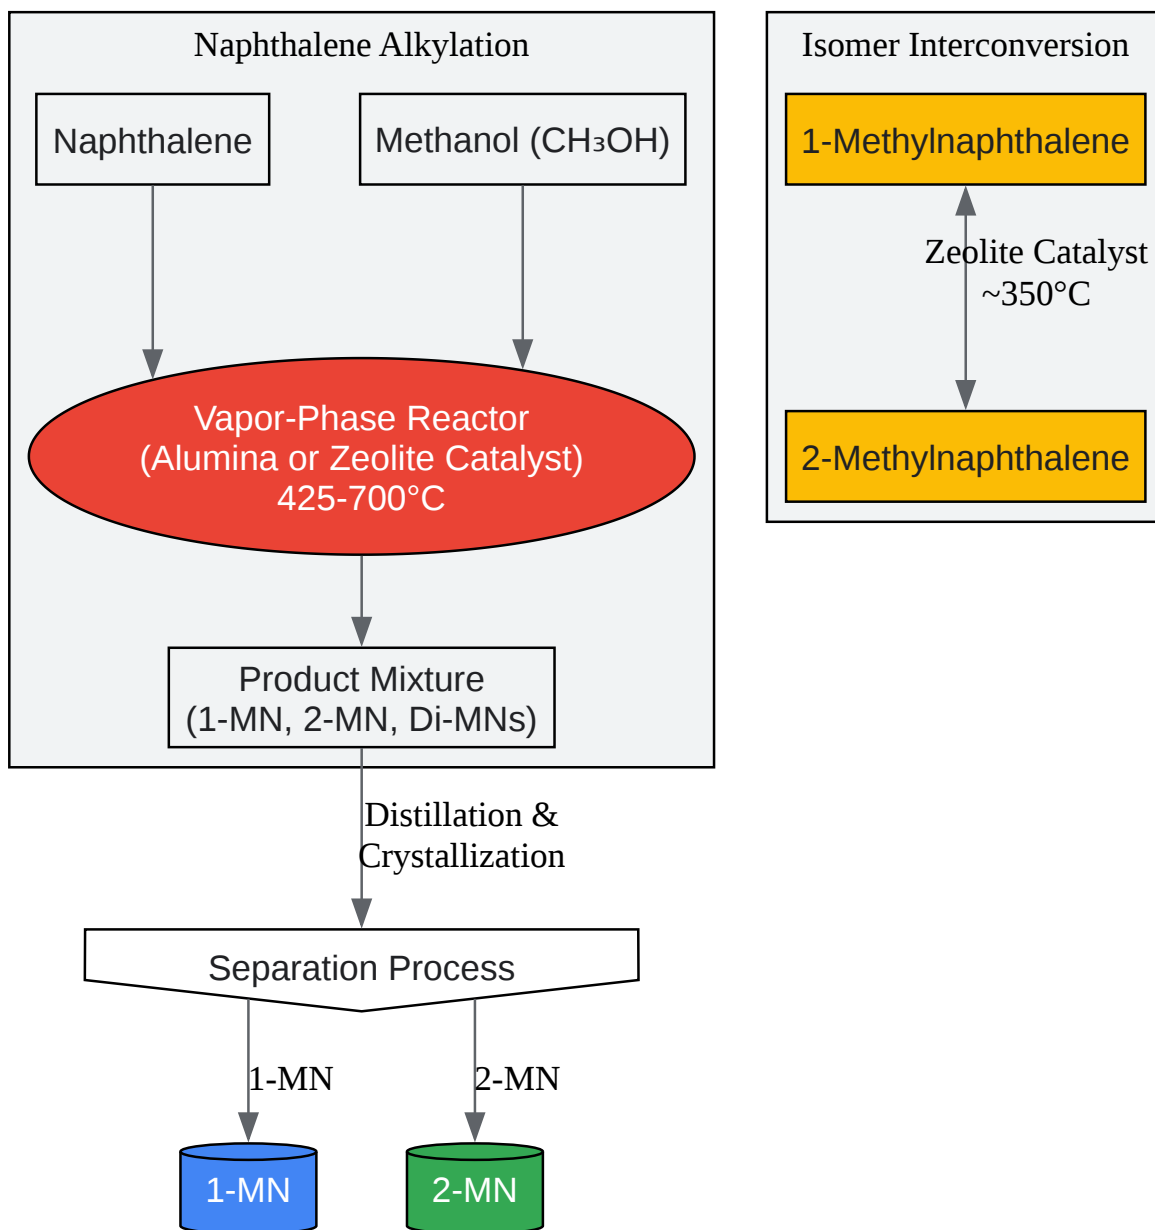 Naphthalene Alkylation
Naphthalene
Methanol (CH₃OH)
Vapor-Phase Reactor
(Alumina or Zeolite Catalyst)
425-700°C
Product Mixture
(1-MN, 2-MN, Di-MNs)
Distillation &
Crystallization
Separation Process
1-MN
2-MN
1-MN
2-MN
Isomer Interconversion
1-Methylnaphthalene
Zeolite Catalyst
~350°C
2-Methylnaphthalene